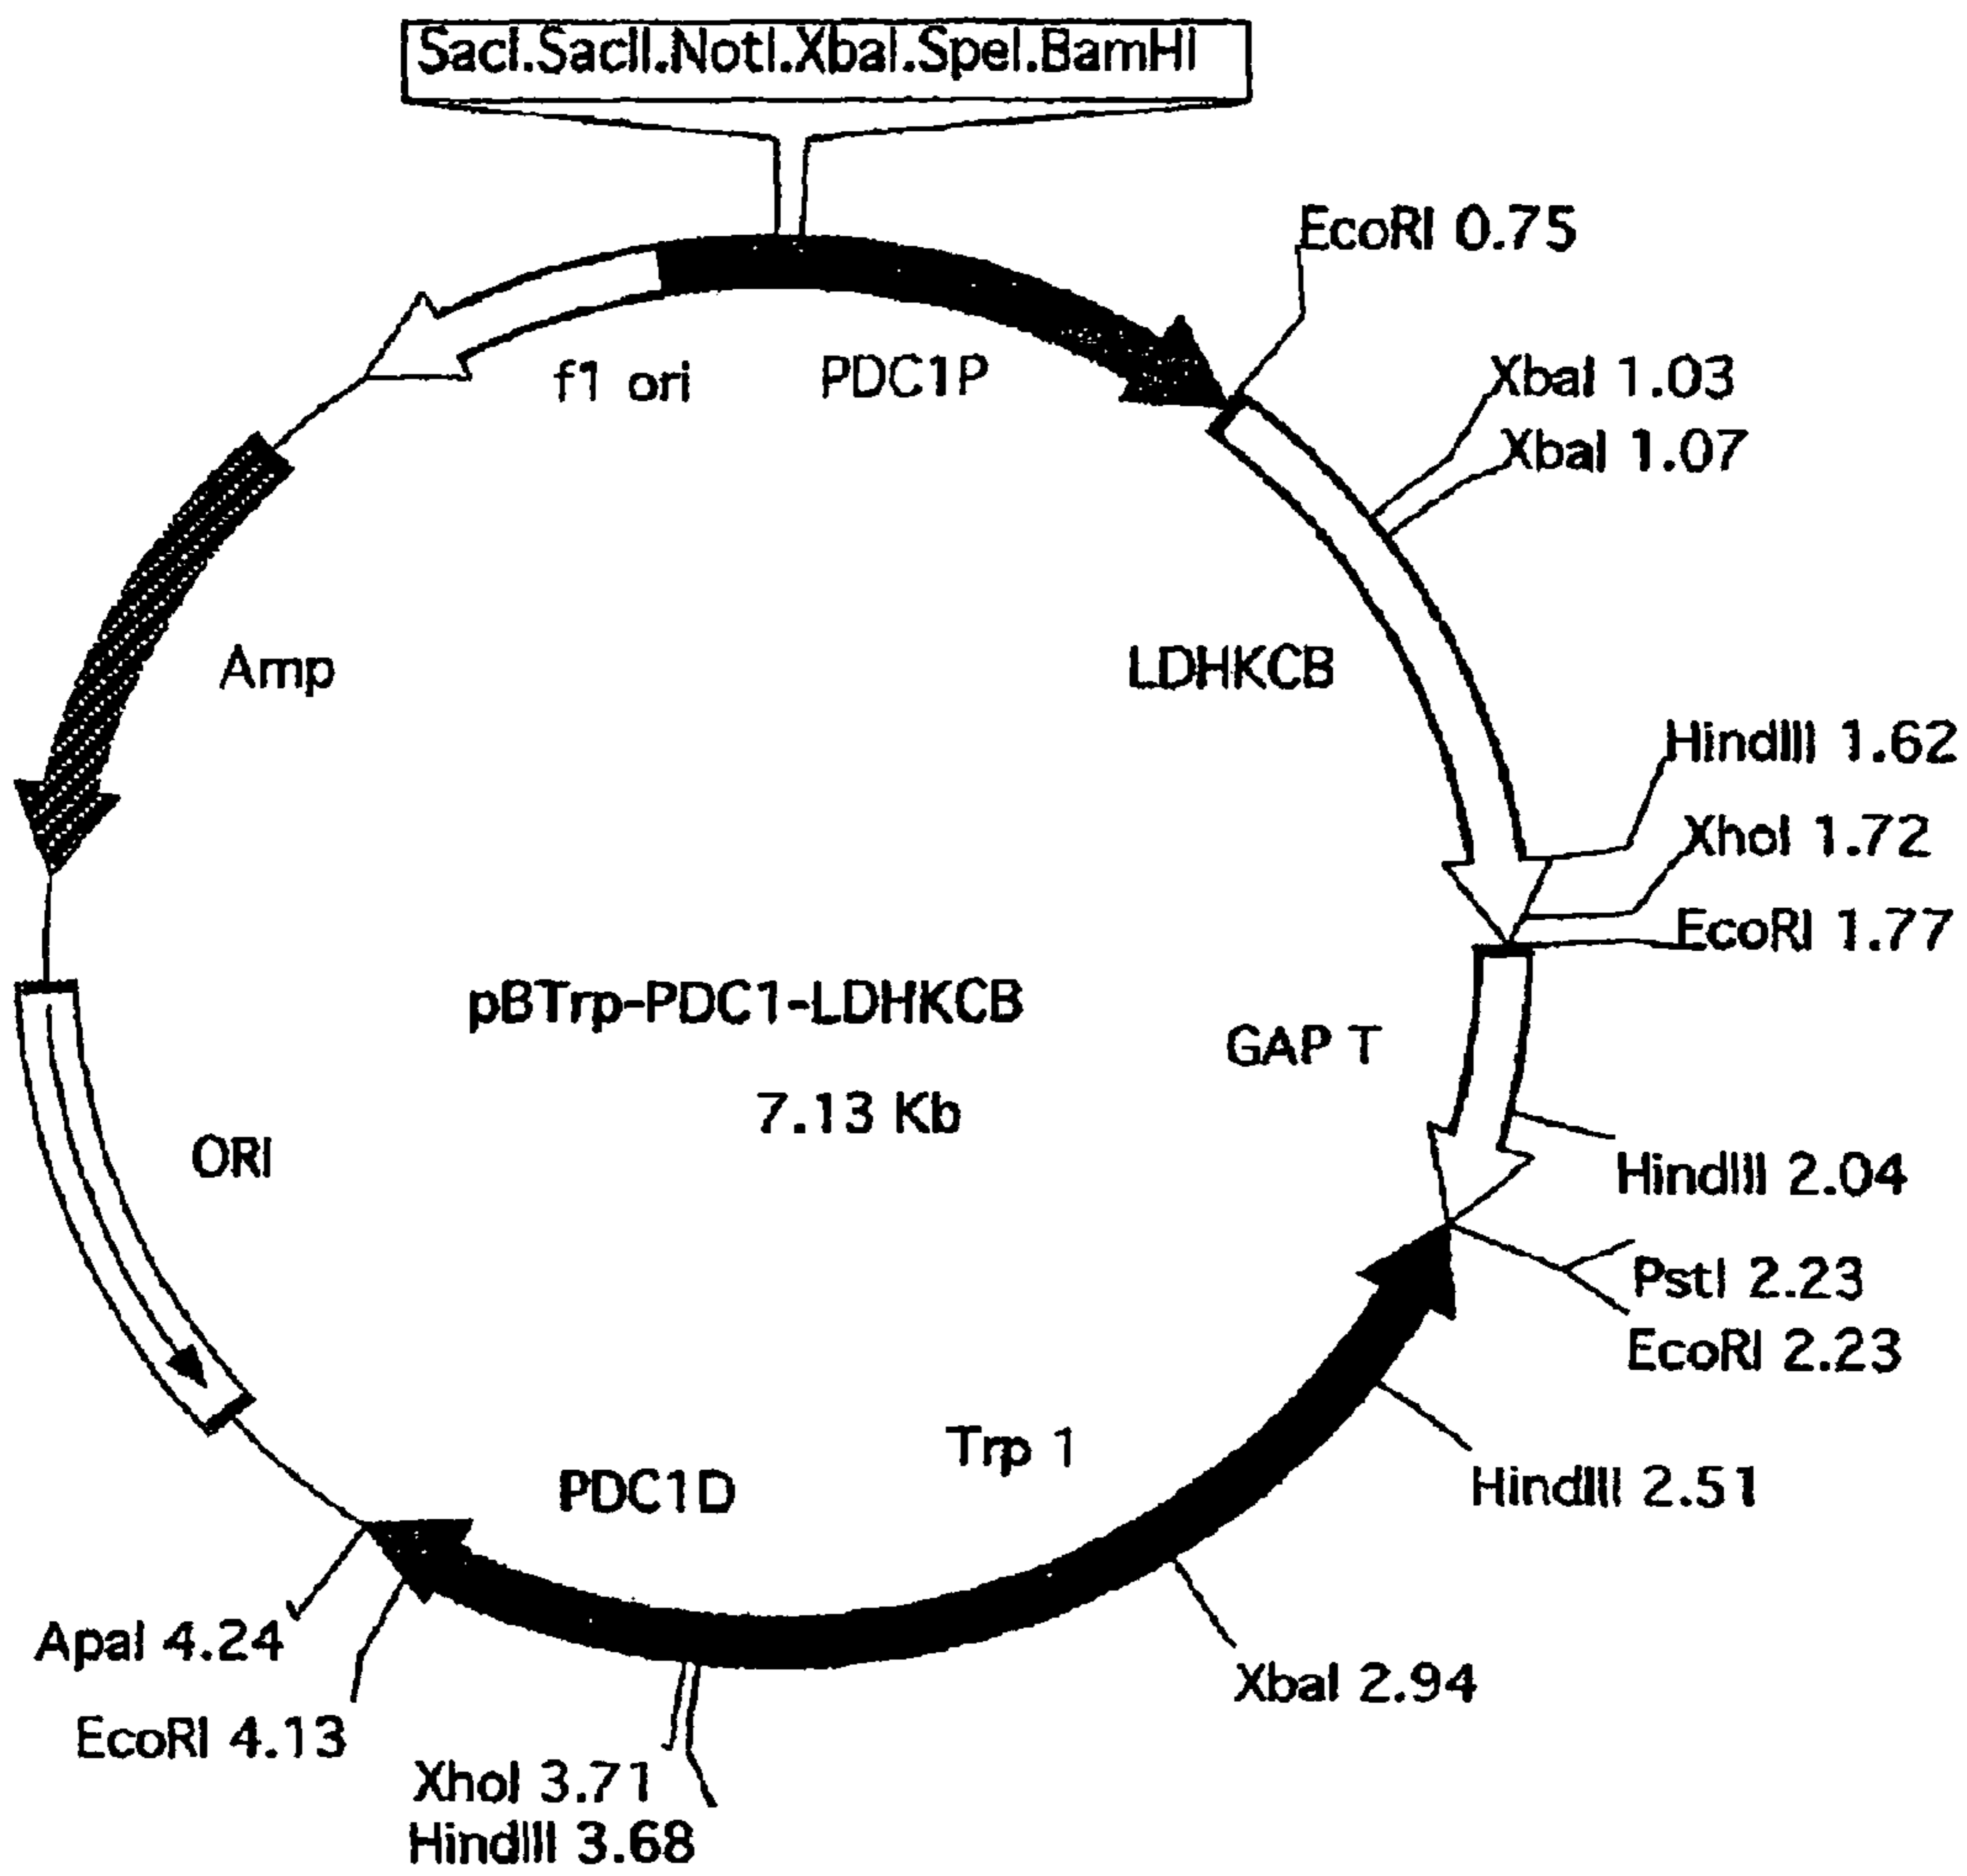 SacI.SacII.NotI.XbaI.SpeI.BamHI
EcoRI 0.75
f1 ori
PDC1P
XbaI 1.03
XbaI 1.07
Amp
LDHKCB
HindIII 1.62
XhoI 1.72
EcoRI 1.77
pBTrp-PDC1-LDHKCB
7.13 Kb
GAP T
ORI
HindIII 2.04
PstI 2.23
EcoRI 2.23
Trp 1
PDC1D
HindIII 2.51
ApaI 4.24
XbaI 2.94
EcoRI 4.13
XhoI 3.71
HindIII 3.68